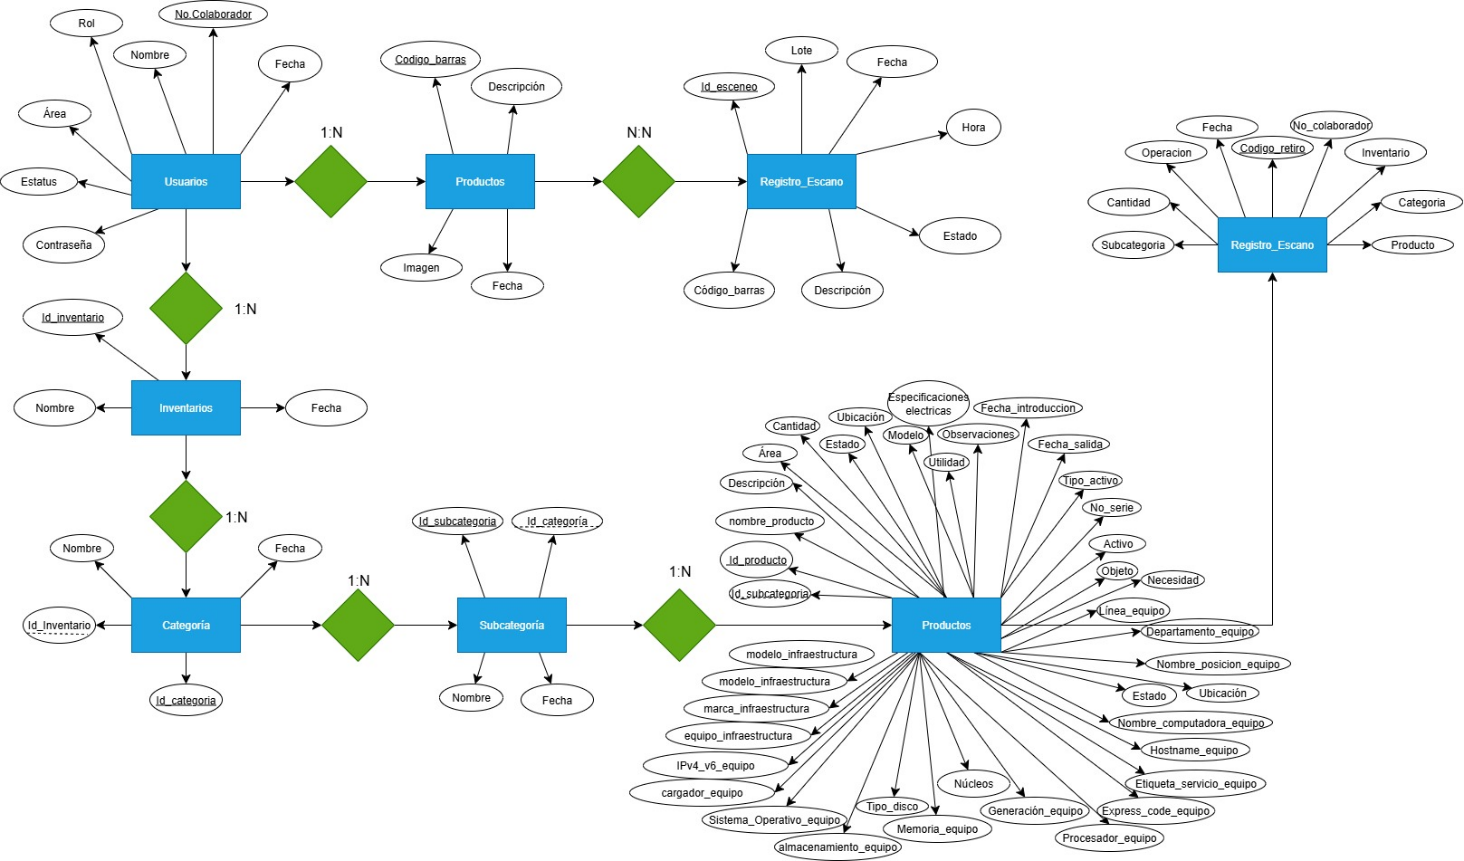 Rol
No.Colaborador
Nombre
Fecha
Área
Estatus
Contraseña
Usuarios
1:N
Codigo_barras
Descripción
Productos
Imagen
Fecha
N:N
Id_esceneo
Lote
Fecha
Hora
Registro_Escano
Estado
Código_barras
Descripción
Fecha
No_colaborador
Operacion
Codigo_retiro
Inventario
Cantidad
Categoria
Subcategoria
Registro_Escano
Producto
1:N
Id_inventario
Nombre
Inventarios
Fecha
1:N
Nombre
Fecha
Id_Inventario
Categoría
Id_categoria
1:N
Id_subcategoria
Id_categoría
Subcategoría
Nombre
Fecha
1:N
Especificaciones
electricas
Fecha_introduccion
Ubicación
Cantidad
Estado
Modelo
Observaciones
Fecha_salida
Área
Utilidad
Descripción
Tipo_activo
No_serie
nombre_producto
Activo
Id_producto
Objeto
Necesidad
Id_subcategoria
Línea_equipo
Productos
Departamento_equipo
modelo_infraestructura
Nombre_posicion_equipo
modelo_infraestructura
Estado
Ubicación
marca_infraestructura
Nombre_computadora_equipo
equipo_infraestructura
Hostname_equipo
IPv4_v6_equipo
Núcleos
Etiqueta_servicio_equipo
cargador_equipo
Tipo_disco
Generación_equipo
Express_code_equipo
Sistema_Operativo_equipo
Memoria_equipo
Procesador_equipo
almacenamiento_equipo